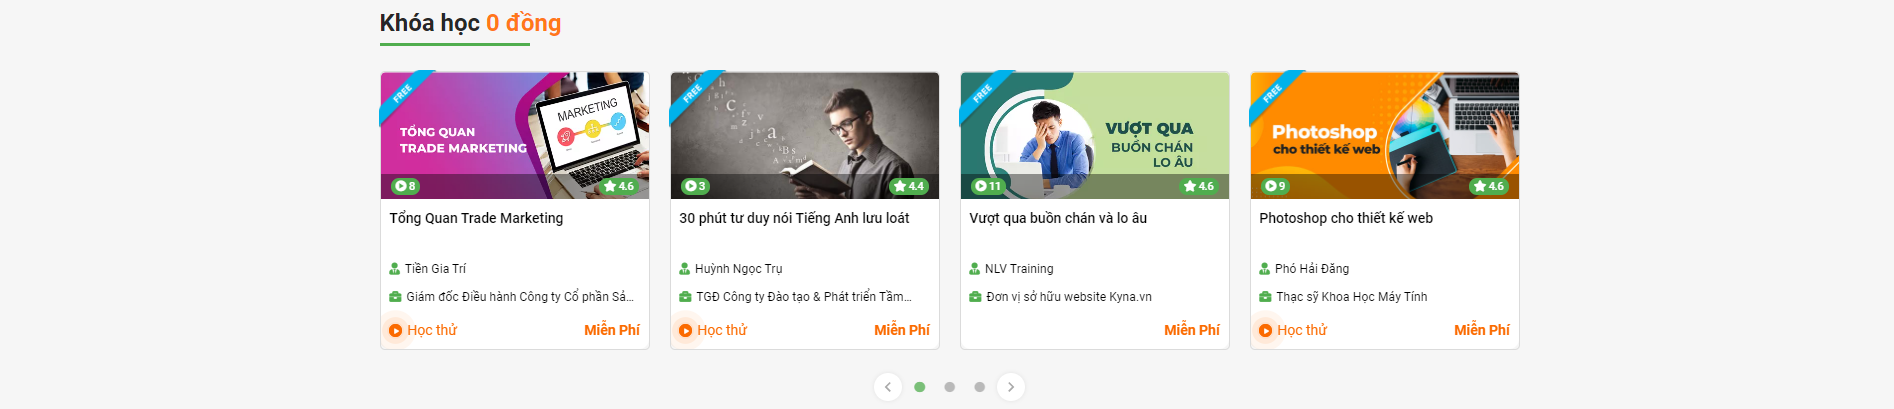 Khóa học 0 đồng
FREE
MARKETING
TỔNG QUAN
TRADE MARKETING
8
4.6
Tổng Quan Trade Marketing
Tiền Gia Trí
Giám đốc Điều hành Công ty Cổ phần Sả...
Học thử
Miễn Phí
FREE
3
4.4
30 phút tư duy nói Tiếng Anh lưu loát
Huỳnh Ngọc Trụ
TGĐ Công ty Đào tạo & Phát triển Tầm...
Học thử
Miễn Phí
FREE
VƯỢT QUA
BUỒN CHÁN
LO ÂU
11
4.6
Vượt qua buồn chán và lo âu
NLV Training
Đơn vị sở hữu website Kyna.vn
Miễn Phí
FREE
Photoshop
cho thiết kế web
9
4.6
Photoshop cho thiết kế web
Phó Hải Đăng
Thạc sỹ Khoa Học Máy Tính
Học thử
Miễn Phí